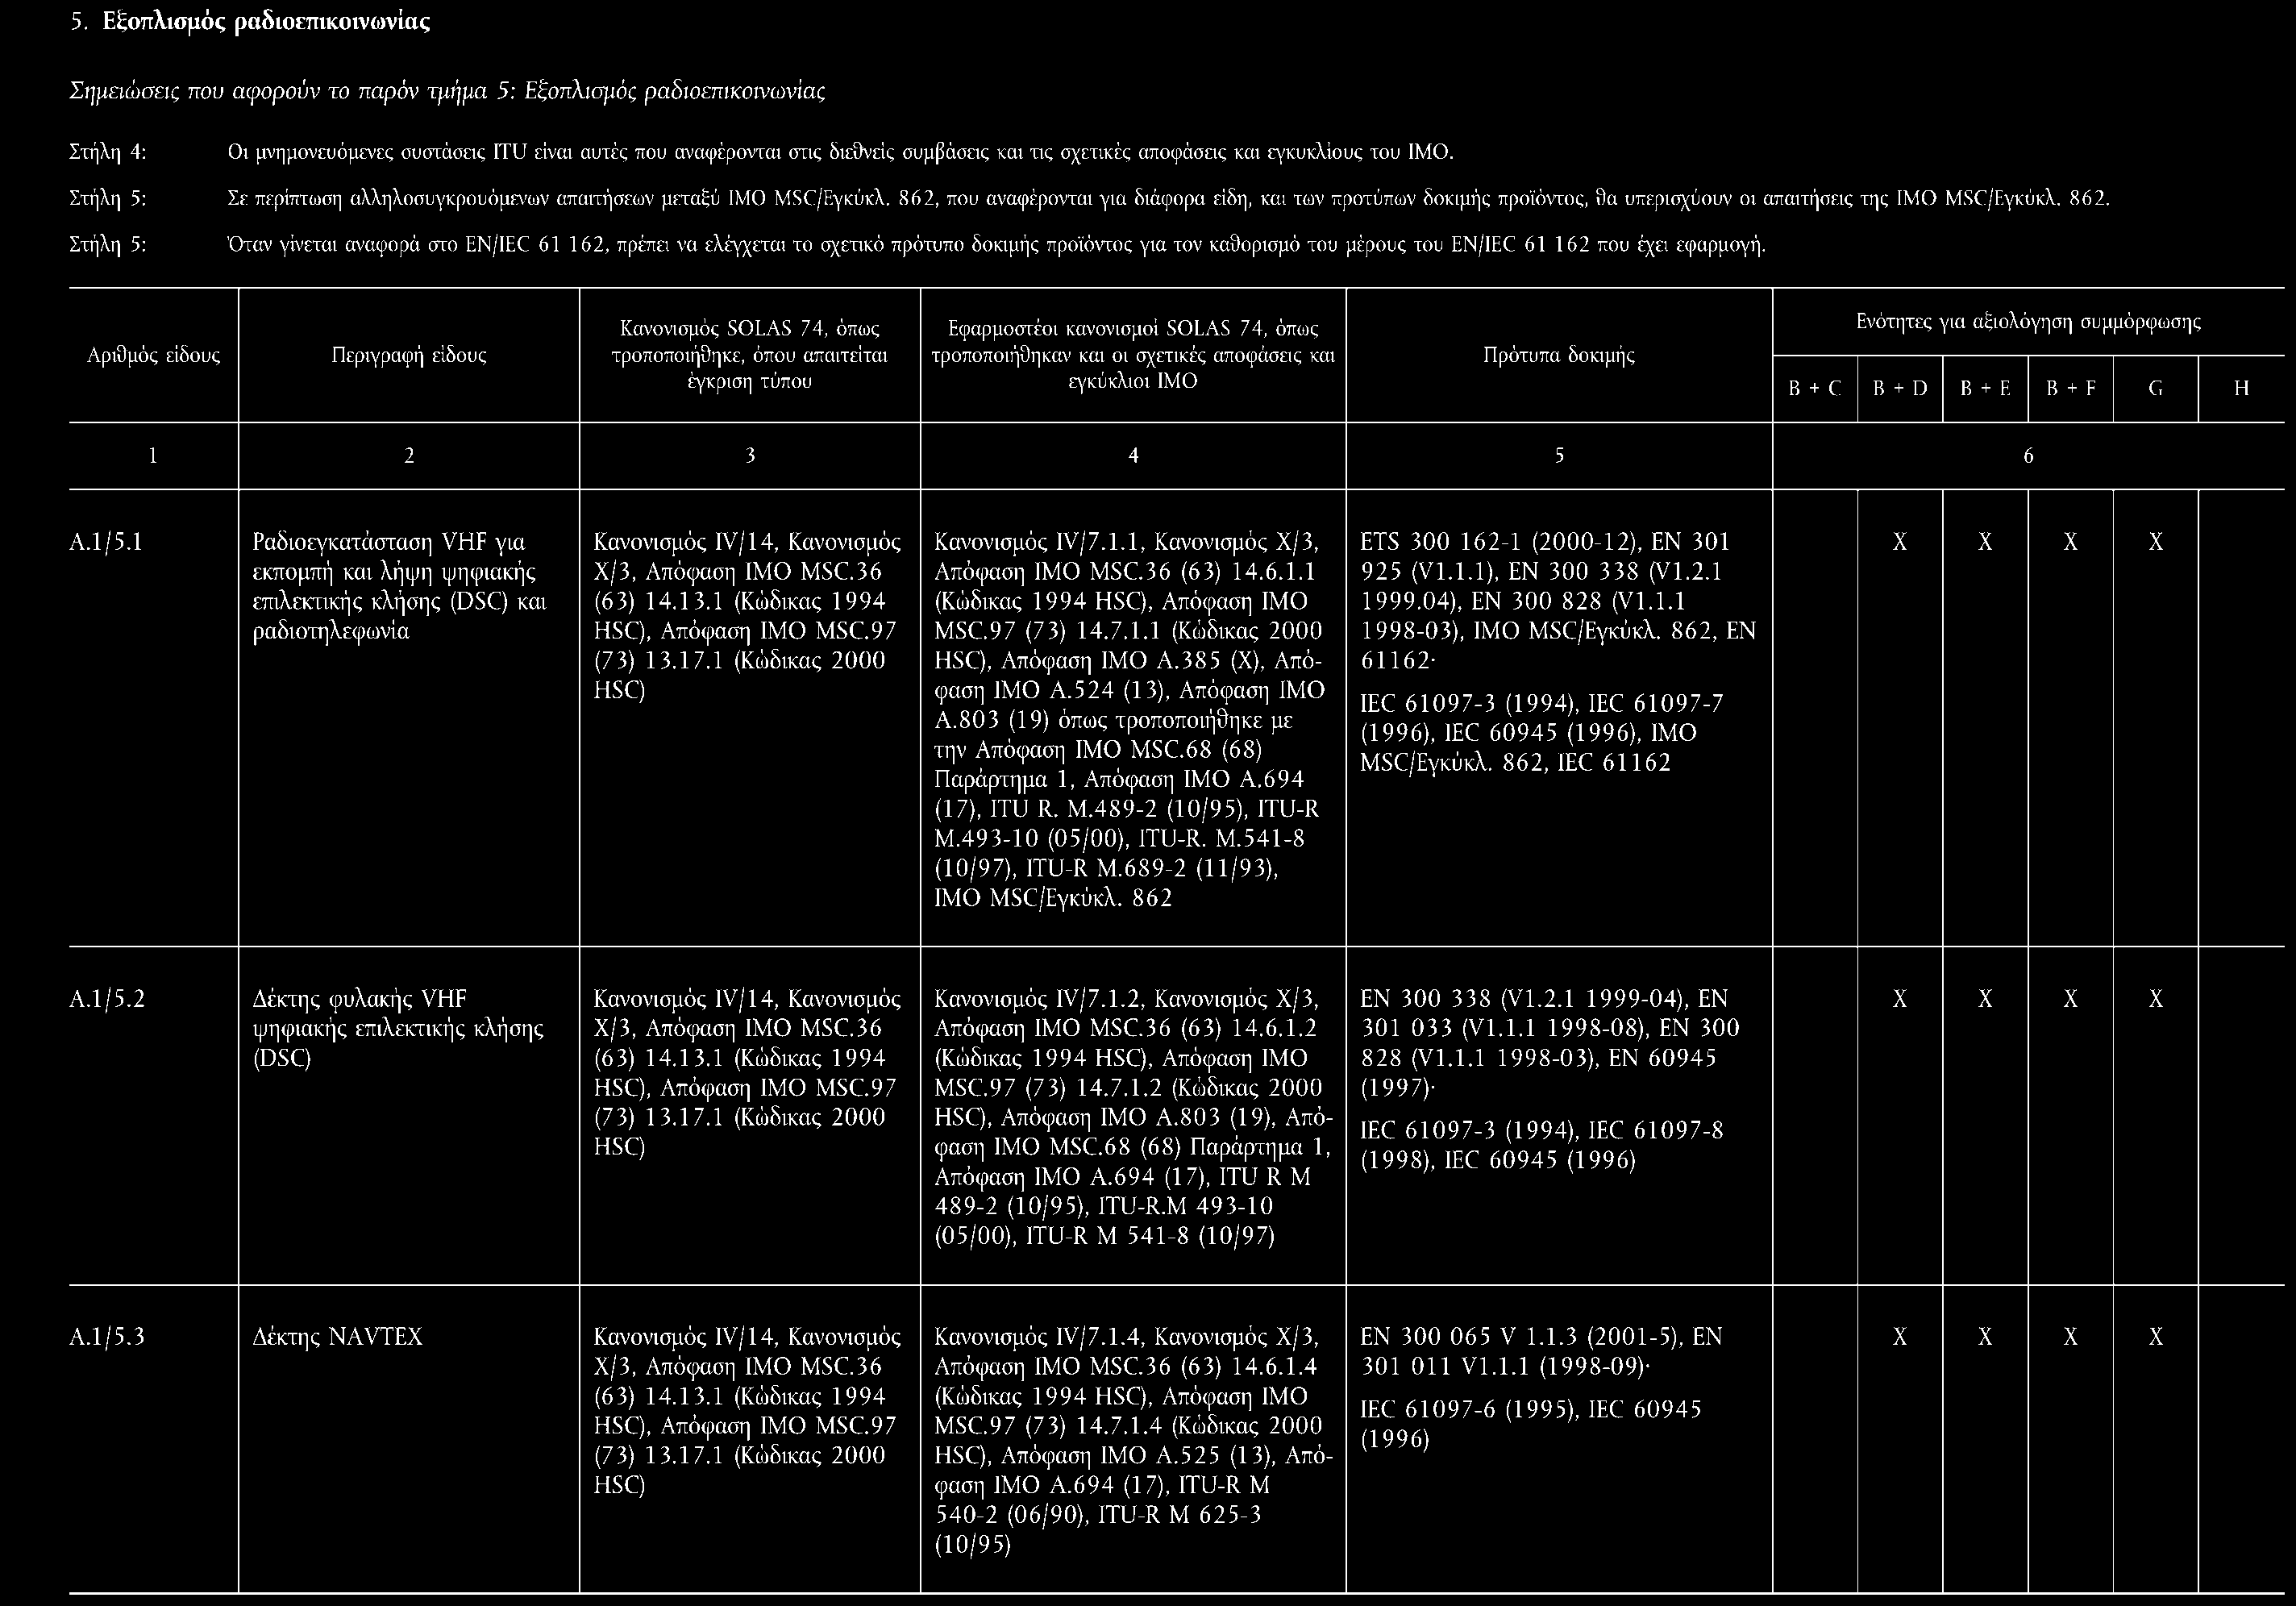 5. Εξοπλισμός ραδιοεπικοινωνίας
Σημειώσεις που αφορούν το παρόν τμήμα 5: Εξοπλισμός ραδιοεπικοινωνίας
Στήλη 4: Οι μνημονευόμενες συστάσεις ITU είναι αυτές που αναφέρονται στις διεθνείς συμβάσεις και τις σχετικές αποφάσεις και εγκυκλίους του IMO.
Στήλη 5: Σε περίπτωση αλληλοσυγκρουόμενων απαιτήσεων μεταξύ IMO MSC/Εγκύκλ. 862, που αναφέρονται για διάφορα είδη, και των προτύπων δοκιμής προϊόντος, θα υπερισχύουν οι απαιτήσεις της IMO MSC/Εγκύκλ. 862.
Στήλη 5: Όταν γίνεται αναφορά στο EN/IEC 61 162, πρέπει να ελέγχεται το σχετικό πρότυπο δοκιμής προϊόντος για τον καθορισμό του μέρους του EN/IEC 61 162 που έχει εφαρμογή.
Αριθμός είδους
Περιγραφή είδους
Κανονισμός SOLAS 74, όπως
τροποποιήθηκε, όπου απαιτείται
έγκριση τύπου
Εφαρμοστέοι κανονισμοί SOLAS 74, όπως
τροποποιήθηκαν και οι σχετικές αποφάσεις και
εγκύκλιοι IMO
Πρότυπα δοκιμής
Ενότητες για αξιολόγηση συμμόρφωσης
B + C B + D B + E B + F G H
1 2 3 4 5 6
A.1/5.1
Ραδιοεγκατάσταση VHF για
εκπομπή και λήψη ψηφιακής
επιλεκτικής κλήσης (DSC) και
ραδιοτηλεφωνία
Κανονισμός IV/14, Κανονισμός
X/3, Απόφαση IMO MSC.36
(63) 14.13.1 (Κώδικας 1994
HSC), Απόφαση IMO MSC.97
(73) 13.17.1 (Κώδικας 2000
HSC)
Κανονισμός IV/7.1.1, Κανονισμός X/3,
Απόφαση IMO MSC.36 (63) 14.6.1.1
(Κώδικας 1994 HSC), Απόφαση IMO
MSC.97 (73) 14.7.1.1 (Κώδικας 2000
HSC), Απόφαση IMO A.385 (X), Από-
φαση IMO A.524 (13), Απόφαση IMO
A.803 (19) όπως τροποποιήθηκε με
την Απόφαση IMO MSC.68 (68)
Παράρτημα 1, Απόφαση IMO A.694
(17), ITU R. M.489-2 (10/95), ITU-R
M.493-10 (05/00), ITU-R. M.541-8
(10/97), ITU-R M.689-2 (11/93),
IMO MSC/Εγκύκλ. 862
ETS 300 162-1 (2000-12), EN 301
925 (V1.1.1), EN 300 338 (V1.2.1
1999.04), EN 300 828 (V1.1.1
1998-03), IMO MSC/Εγκύκλ. 862, EN
61162·
IEC 61097-3 (1994), IEC 61097-7
(1996), IEC 60945 (1996), IMO
MSC/Εγκύκλ. 862, IEC 61162
X X X X
A.1/5.2
Δέκτης φυλακής VHF
ψηφιακής επιλεκτικής κλήσης
(DSC)
Κανονισμός IV/14, Κανονισμός
X/3, Απόφαση IMO MSC.36
(63) 14.13.1 (Κώδικας 1994
HSC), Απόφαση IMO MSC.97
(73) 13.17.1 (Κώδικας 2000
HSC)
Κανονισμός IV/7.1.2, Κανονισμός X/3,
Απόφαση IMO MSC.36 (63) 14.6.1.2
(Κώδικας 1994 HSC), Απόφαση IMO
MSC.97 (73) 14.7.1.2 (Κώδικας 2000
HSC), Απόφαση IMO A.803 (19), Από-
φαση IMO MSC.68 (68) Παράρτημα 1,
Απόφαση IMO A.694 (17), ITU R M
489-2 (10/95), ITU-R.M 493-10
(05/00), ITU-R M 541-8 (10/97)
EN 300 338 (V1.2.1 1999-04), EN
301 033 (V1.1.1 1998-08), EN 300
828 (V1.1.1 1998-03), EN 60945
(1997)·
IEC 61097-3 (1994), IEC 61097-8
(1998), IEC 60945 (1996)
X X X X
A.1/5.3
Δέκτης NAVTEX
Κανονισμός IV/14, Κανονισμός
X/3, Απόφαση IMO MSC.36
(63) 14.13.1 (Κώδικας 1994
HSC), Απόφαση IMO MSC.97
(73) 13.17.1 (Κώδικας 2000
HSC)
Κανονισμός IV/7.1.4, Κανονισμός X/3,
Απόφαση IMO MSC.36 (63) 14.6.1.4
(Κώδικας 1994 HSC), Απόφαση IMO
MSC.97 (73) 14.7.1.4 (Κώδικας 2000
HSC), Απόφαση IMO A.525 (13), Από-
φαση IMO A.694 (17), ITU-R M
540-2 (06/90), ITU-R M 625-3
(10/95)
EN 300 065 V 1.1.3 (2001-5), EN
301 011 V1.1.1 (1998-09)·
IEC 61097-6 (1995), IEC 60945
(1996)
X X X X